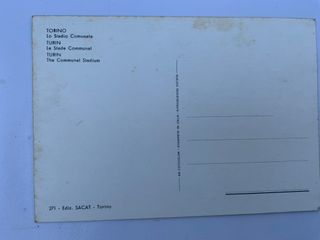 TORINO
Lo Stadio Comunale
TURIN
Le Stade Communal
TURIN
The Communal Stadium
271 - Ediz. SACAT - Torino